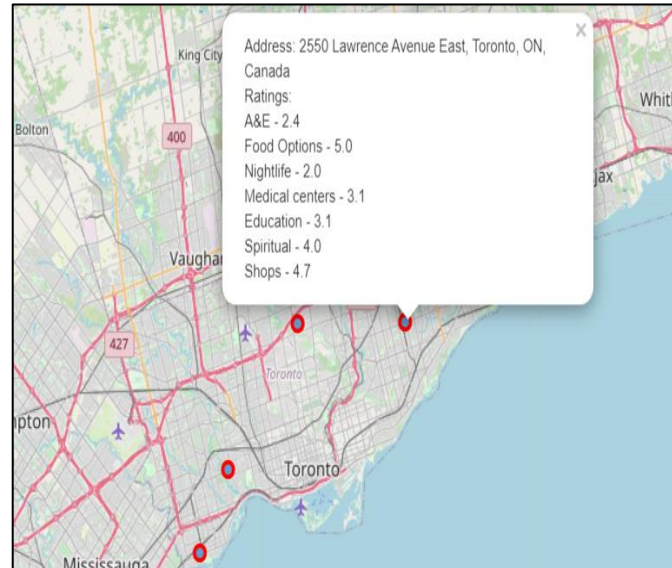 Address: 2550 Lawrence Avenue East, Toronto, ON,
Canada
Ratings:
A&E - 2.4
Food Options - 5.0
Nightlife - 2.0
Medical centers - 3.1
Education - 3.1
Spiritual - 4.0
Shops - 4.7
×
King City
Bolton
400
Whit
jax
Vaughan
427
Toronto
mpton
Toronto
Mississauga